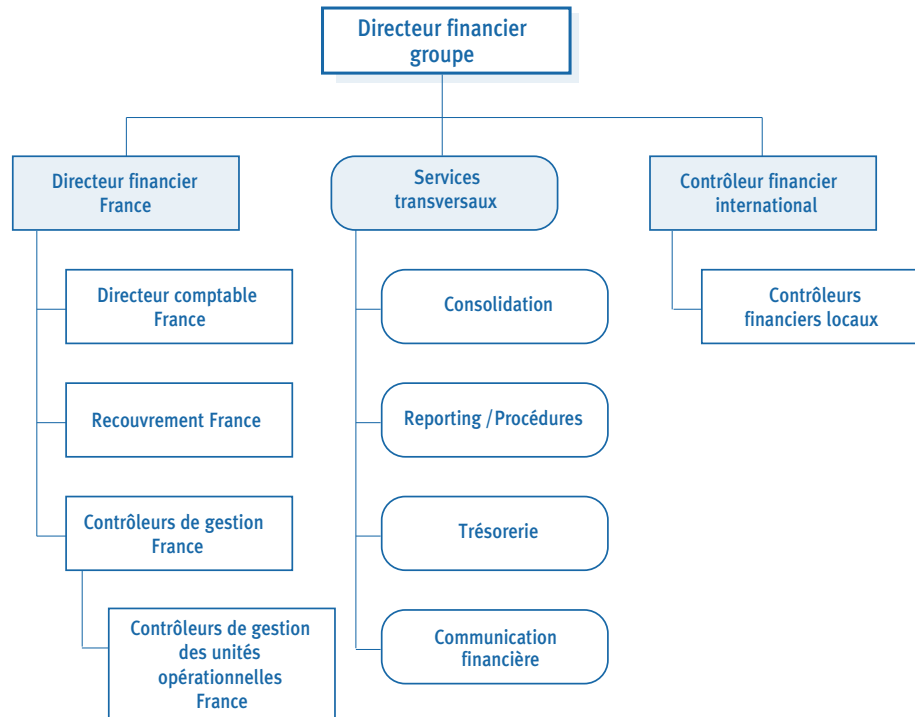 Directeur financier
groupe
Directeur financier
France
Services
transversaux
Contrôleur financier
international
Directeur comptable
France
Consolidation
Contrôleurs
financiers locaux
Recouvrement France
Reporting / Procédures
Contrôleurs de gestion
France
Trésorerie
Contrôleurs de gestion
des unités
opérationnelles
France
Communication
financière